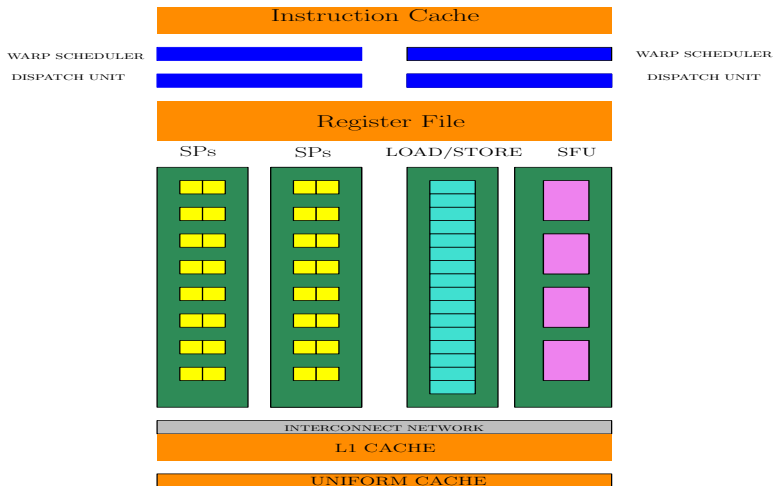 Instruction Cache
WARP SCHEDULER
WARP SCHEDULER
DISPATCH UNIT
DISPATCH UNIT
Register File
SPs SPs LOAD/STORE SFU
INTERCONNECT NETWORK
L1 CACHE
UNIFORM CACHE